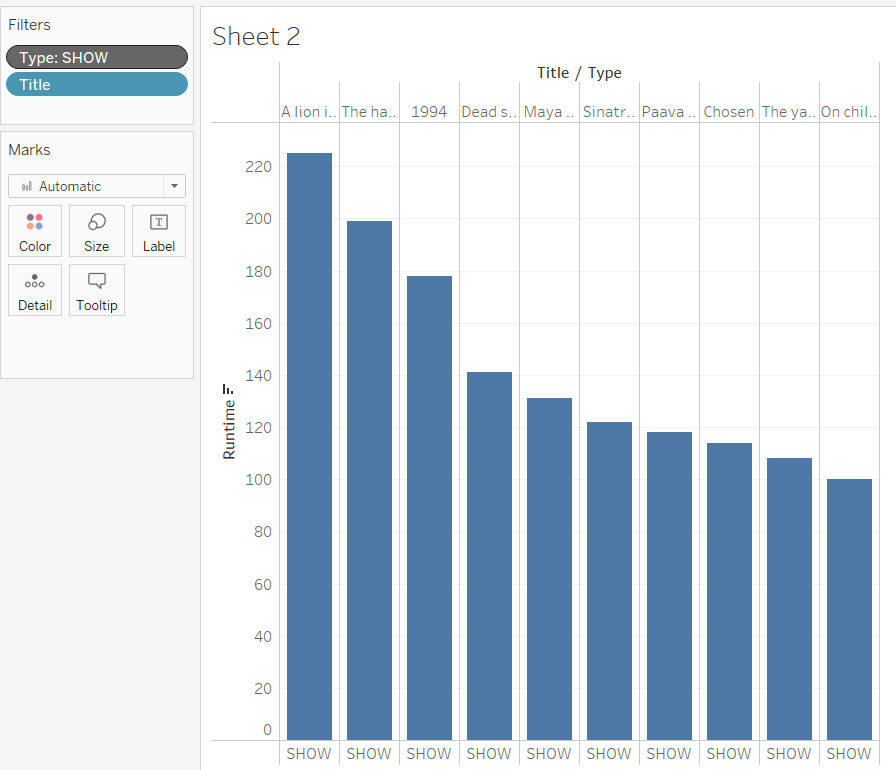 Filters
Type: SHOW
Title
Marks
Automatic
Color
Size
Label
Detail
Tooltip
Sheet 2
Title / Type
A lion i.. The ha.. 1994 Dead s.. Maya .. Sinatr.. Paava .. Chosen The ya.. On chil..
Runtime
220
200
180
160
140
120
100
80
60
40
20
0
SHOW SHOW SHOW SHOW SHOW SHOW SHOW SHOW SHOW SHOW